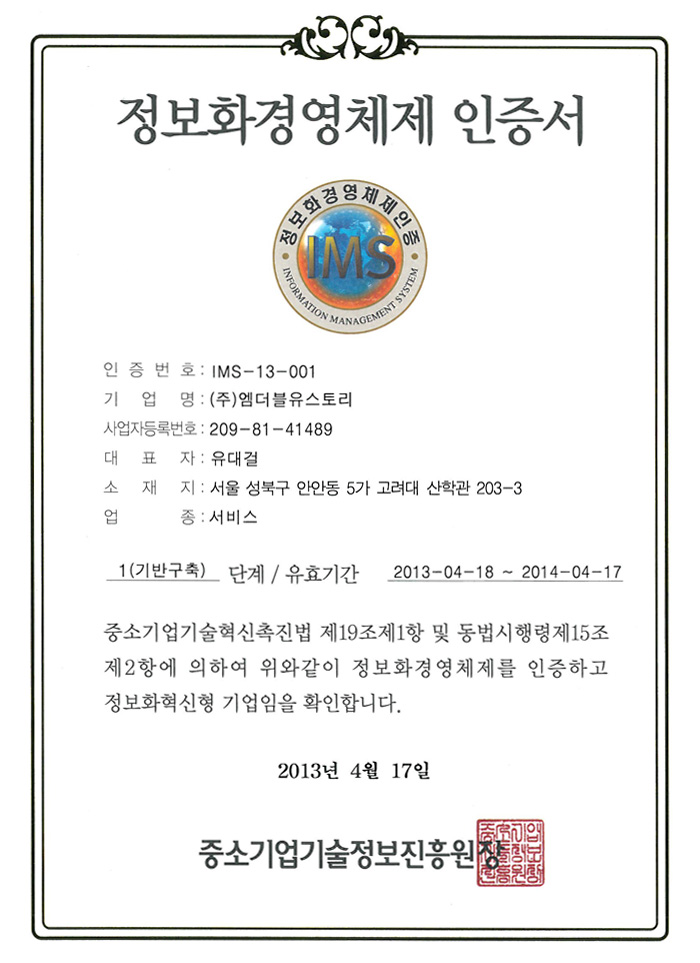 정보화경영체제 인증서
정보화경영체제인증
IMS
INFORMATION MANAGEMENT SYSTEM
인 증 번 호 : IMS-13-001
기 업 명 : (주)엠더블유스토리
사업자등록번호 : 209-81-41489
대 표 자 : 유대걸
소 재 지 : 서울 성북구 안안동 5가 고려대 산학관 203-3
업 종 : 서비스
1(기반구축) 단계 / 유효기간 2013-04-18 ~ 2014-04-17
중소기업기술혁신촉진법 제19조제1항 및 동법시행령제15조
제2항에 의하여 위와같이 정보화경영체제를 인증하고
정보화혁신형 기업임을 확인합니다.
2013년 4월 17일
중소기업기술정보진흥원장